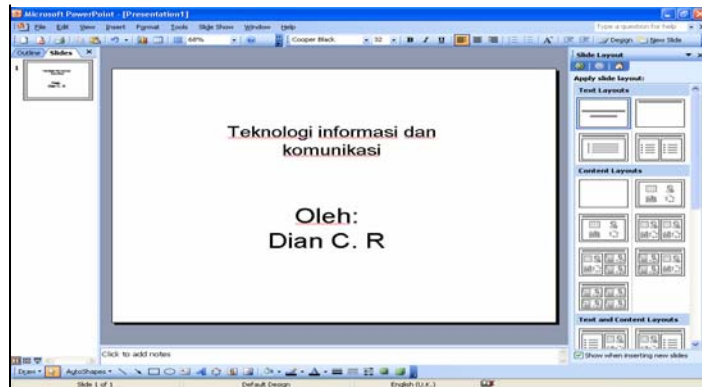 Microsoft PowerPoint - [Presentation1]
File Edit View Insert Format Tools Slide Show Window Help
Type a question for help
68%
Cooper Black
32
B I U
Design
New Slide
Outline
Slides
Slide Layout
1
Apply slide layout:
Text Layouts
Teknologi informasi dan
komunikasi
Oleh:
Dian C. R
Content Layouts
Text and Content Layouts
Show when inserting new slides
Click to add notes
Draw
AutoShapes
Slide 1 of 1
Default Design
English (U.K.)